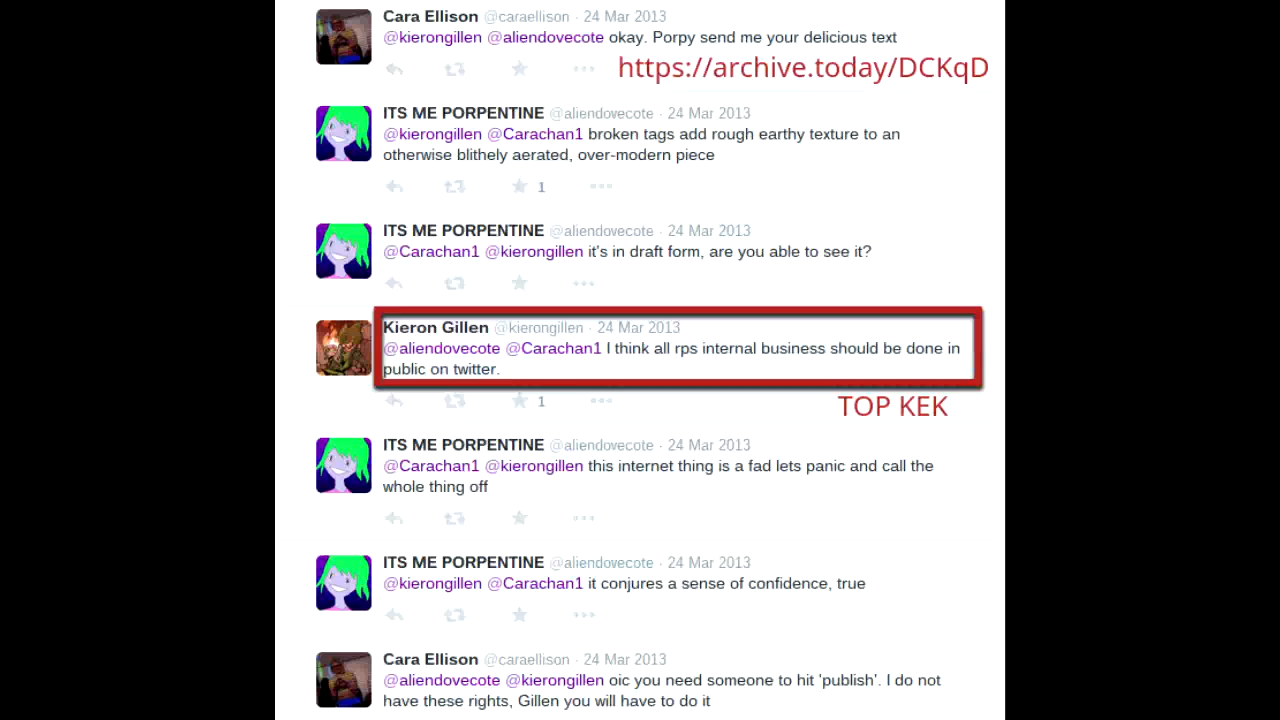 Cara Ellison @caraellison · 24 Mar 2013
@kierongillen @aliendovecote okay. Porpy send me your delicious text
https://archive.today/DCKqD
ITS ME PORPENTINE @aliendovecote · 24 Mar 2013
@kierongillen @Carachan1 broken tags add rough earthy texture to an
otherwise blithely aerated, over-modern piece
1
ITS ME PORPENTINE @aliendovecote · 24 Mar 2013
@Carachan1 @kierongillen it's in draft form, are you able to see it?
Kieron Gillen @kierongillen · 24 Mar 2013
@aliendovecote @Carachan1 I think all rps internal business should be done in
public on twitter.
1
TOP KEK
ITS ME PORPENTINE @aliendovecote · 24 Mar 2013
@Carachan1 @kierongillen this internet thing is a fad lets panic and call the
whole thing off
ITS ME PORPENTINE @aliendovecote · 24 Mar 2013
@kierongillen @Carachan1 it conjures a sense of confidence, true
Cara Ellison @caraellison · 24 Mar 2013
@aliendovecote @kierongillen oic you need someone to hit 'publish'. I do not
have these rights, Gillen you will have to do it